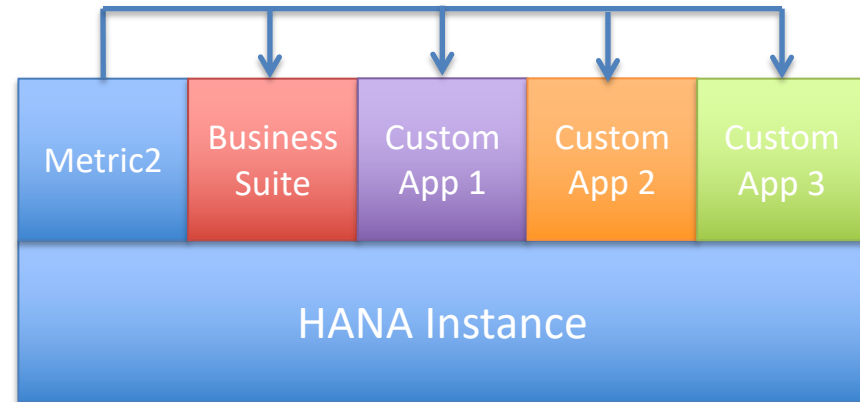 Metric2
Business
Suite
Custom
App 1
Custom
App 2
Custom
App 3
HANA Instance